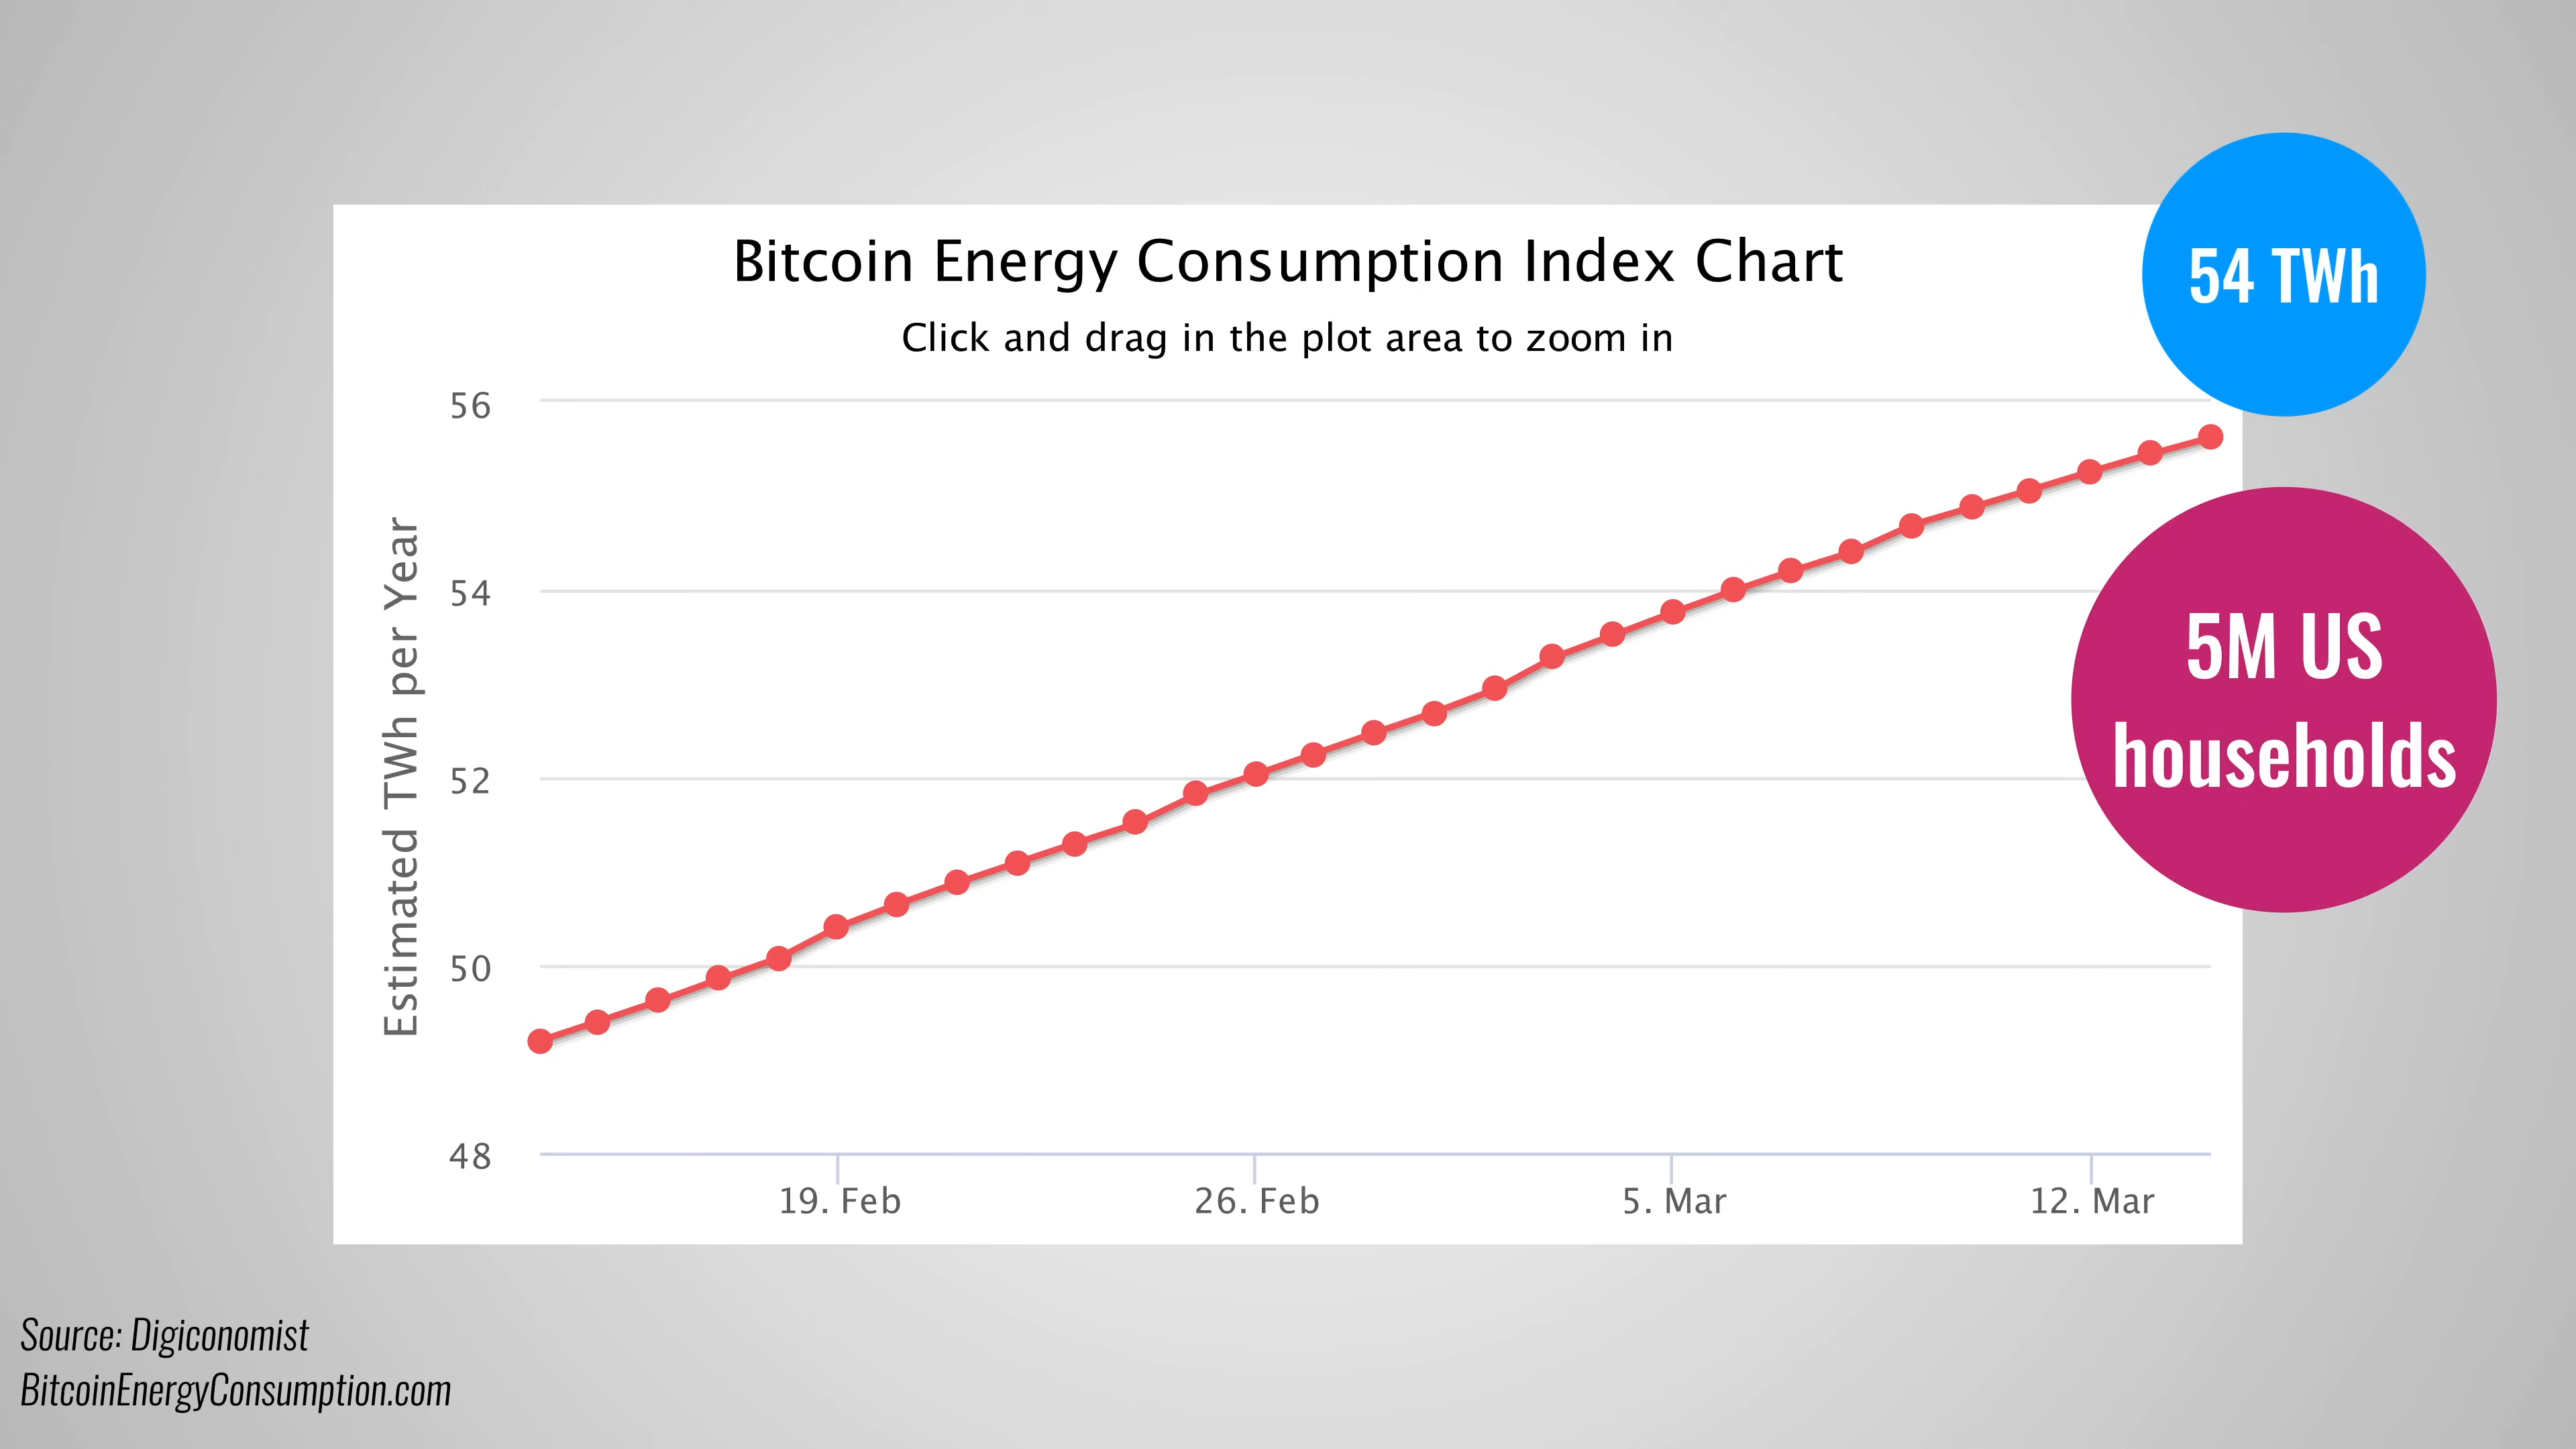 Bitcoin Energy Consumption Index Chart
Click and drag in the plot area to zoom in
54 TWh
5M US
households
Estimated TWh per Year
56
54
52
50
48
19. Feb
26. Feb
5. Mar
12. Mar
Source: Digiconomist
BitcoinEnergyConsumption.com